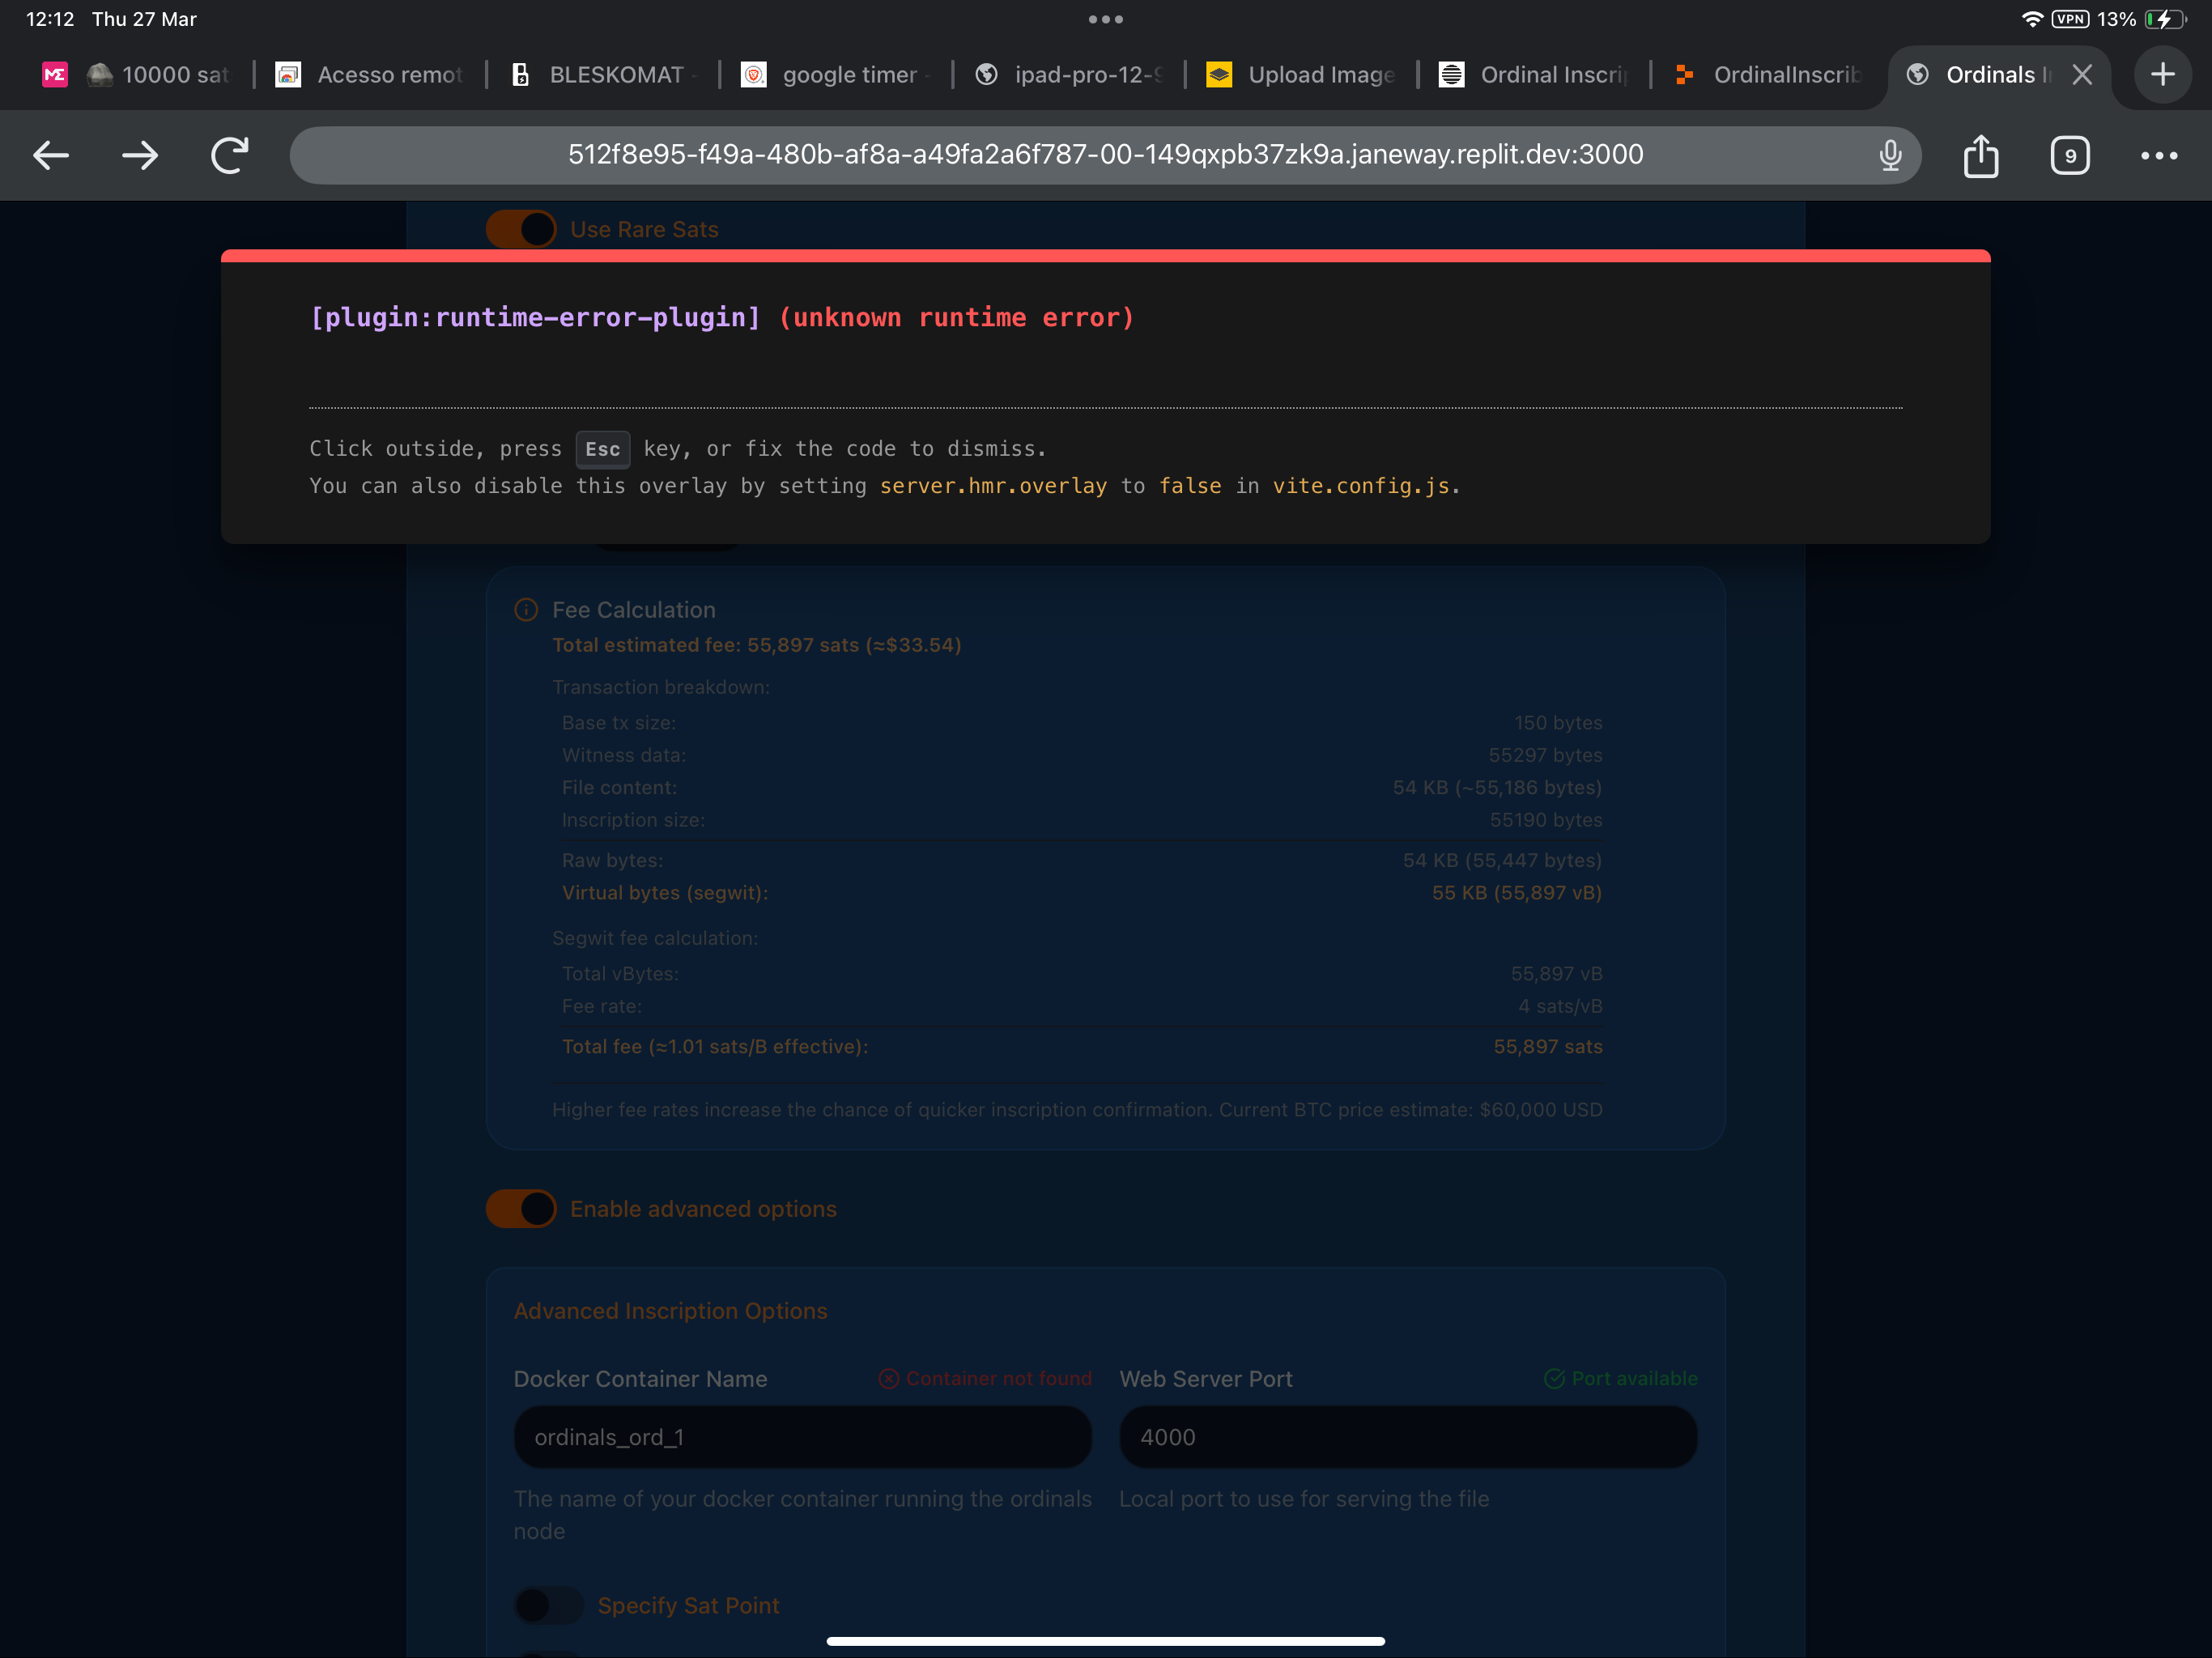 12:12 Thu 27 Mar
VPN 13%
10000 sat
Acesso remot
BLESKOMAT -
google timer -
ipad-pro-12-9
Upload Image
Ordinal Inscrip
OrdinalInscrib
Ordinals I
512f8e95-f49a-480b-af8a-a49fa2a6f787-00-149qxpb37zk9a.janeway.replit.dev:3000
9
Use Rare Sats
[plugin:runtime-error-plugin] (unknown runtime error)
Click outside, press Esc key, or fix the code to dismiss.
You can also disable this overlay by setting server.hmr.overlay to false in vite.config.js.
Fee Calculation
Total estimated fee: 55,897 sats (≈$33.54)
Transaction breakdown:
Base tx size: 150 bytes
Witness data: 55297 bytes
File content: 54 KB (~55,186 bytes)
Inscription size: 55190 bytes
Raw bytes: 54 KB (55,447 bytes)
Virtual bytes (segwit): 55 KB (55,897 vB)
Segwit fee calculation:
Total vBytes: 55,897 vB
Fee rate: 4 sats/vB
Total fee (≈1.01 sats/B effective): 55,897 sats
Higher fee rates increase the chance of quicker inscription confirmation. Current BTC price estimate: $60,000 USD
Enable advanced options
Advanced Inscription Options
Docker Container Name Container not found Web Server Port Port available
ordinals_ord_1 4000
The name of your docker container running the ordinals Local port to use for serving the file
node
Specify Sat Point